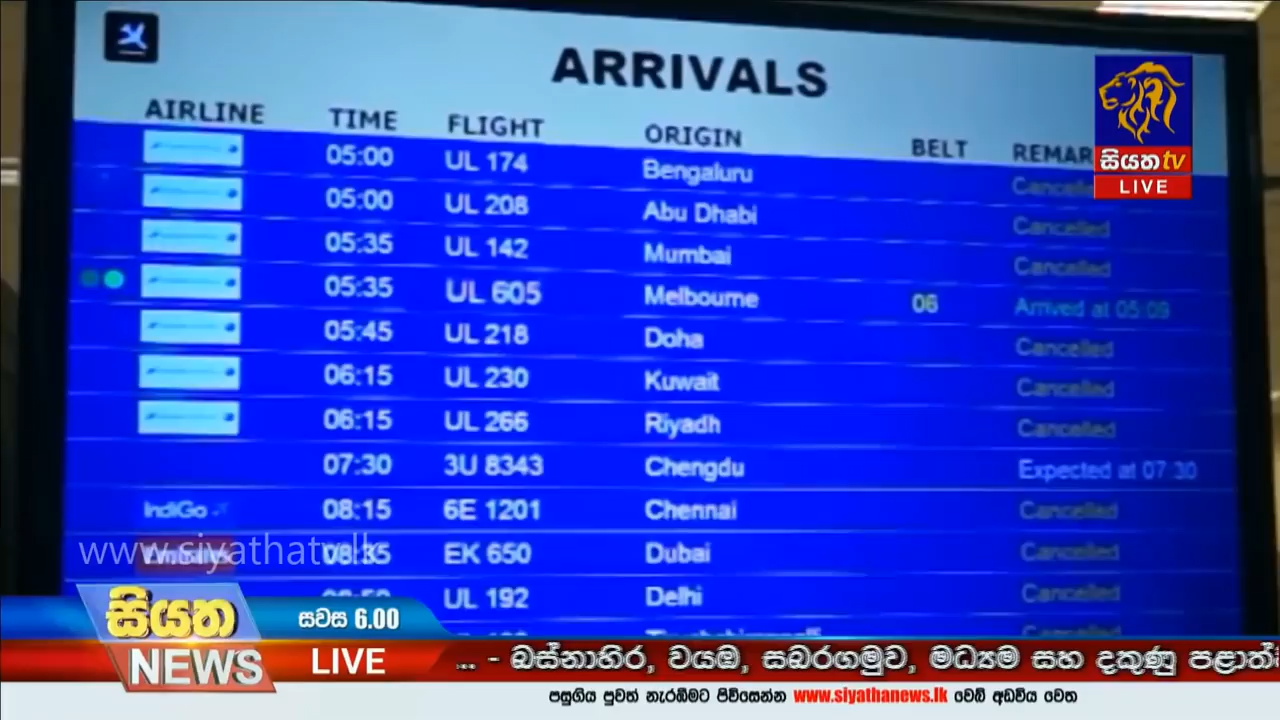 ARRIVALS
AIRLINE TIME FLIGHT ORIGIN BELT REMAR
05:00 UL 174 Bengaluru Cancelled
05:00 UL 208 Abu Dhabi Cancelled
05:35 UL 142 Mumbai Cancelled
05:35 UL 605 Melbourne 06 Arrived at 05:09
05:45 UL 218 Doha Cancelled
06:15 UL 230 Kuwait Cancelled
06:15 UL 266 Riyadh Cancelled
07:30 3U 8343 Chengdu Expected at 07:30
IndiGo 08:15 6E 1201 Chennai Cancelled
Emirates 08:35 EK 650 Dubai Cancelled
UL 192 Delhi Cancelled
Cancelled
සියත tv
LIVE
www.siyathatv.lk
සියත
NEWS
සවස 6.00
LIVE
... - බස්නාහිර, වයඹ, සබරගමුව, මධ්‍යම සහ දකුණු පළාත්
පසුගිය පුවත් නැරඹීමට පිවිසෙන්න www.siyathanews.lk වෙබ් අඩවිය වෙත